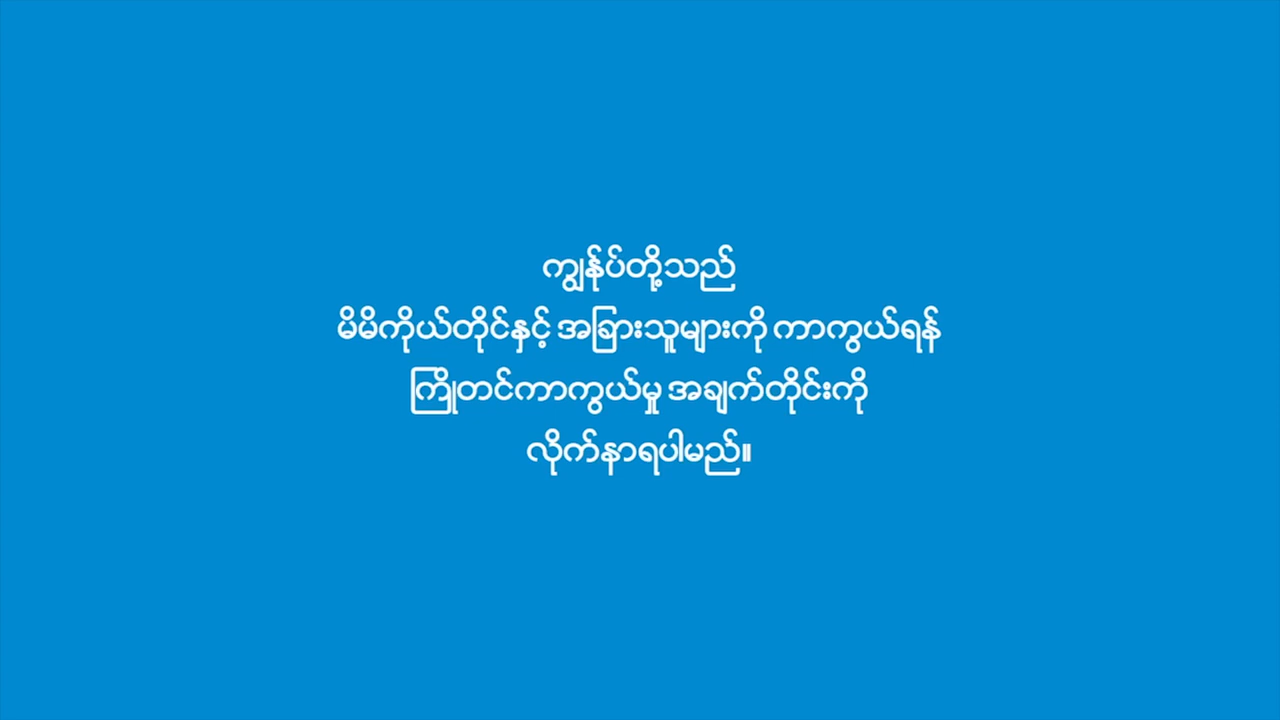 ကျွန်ုပ်တို့သည်
မိမိကိုယ်တိုင်နှင့် အခြားသူများကို ကာကွယ်ရန်
ကြိုတင်ကာကွယ်မှု အချက်တိုင်းကို
လိုက်နာရပါမည်။